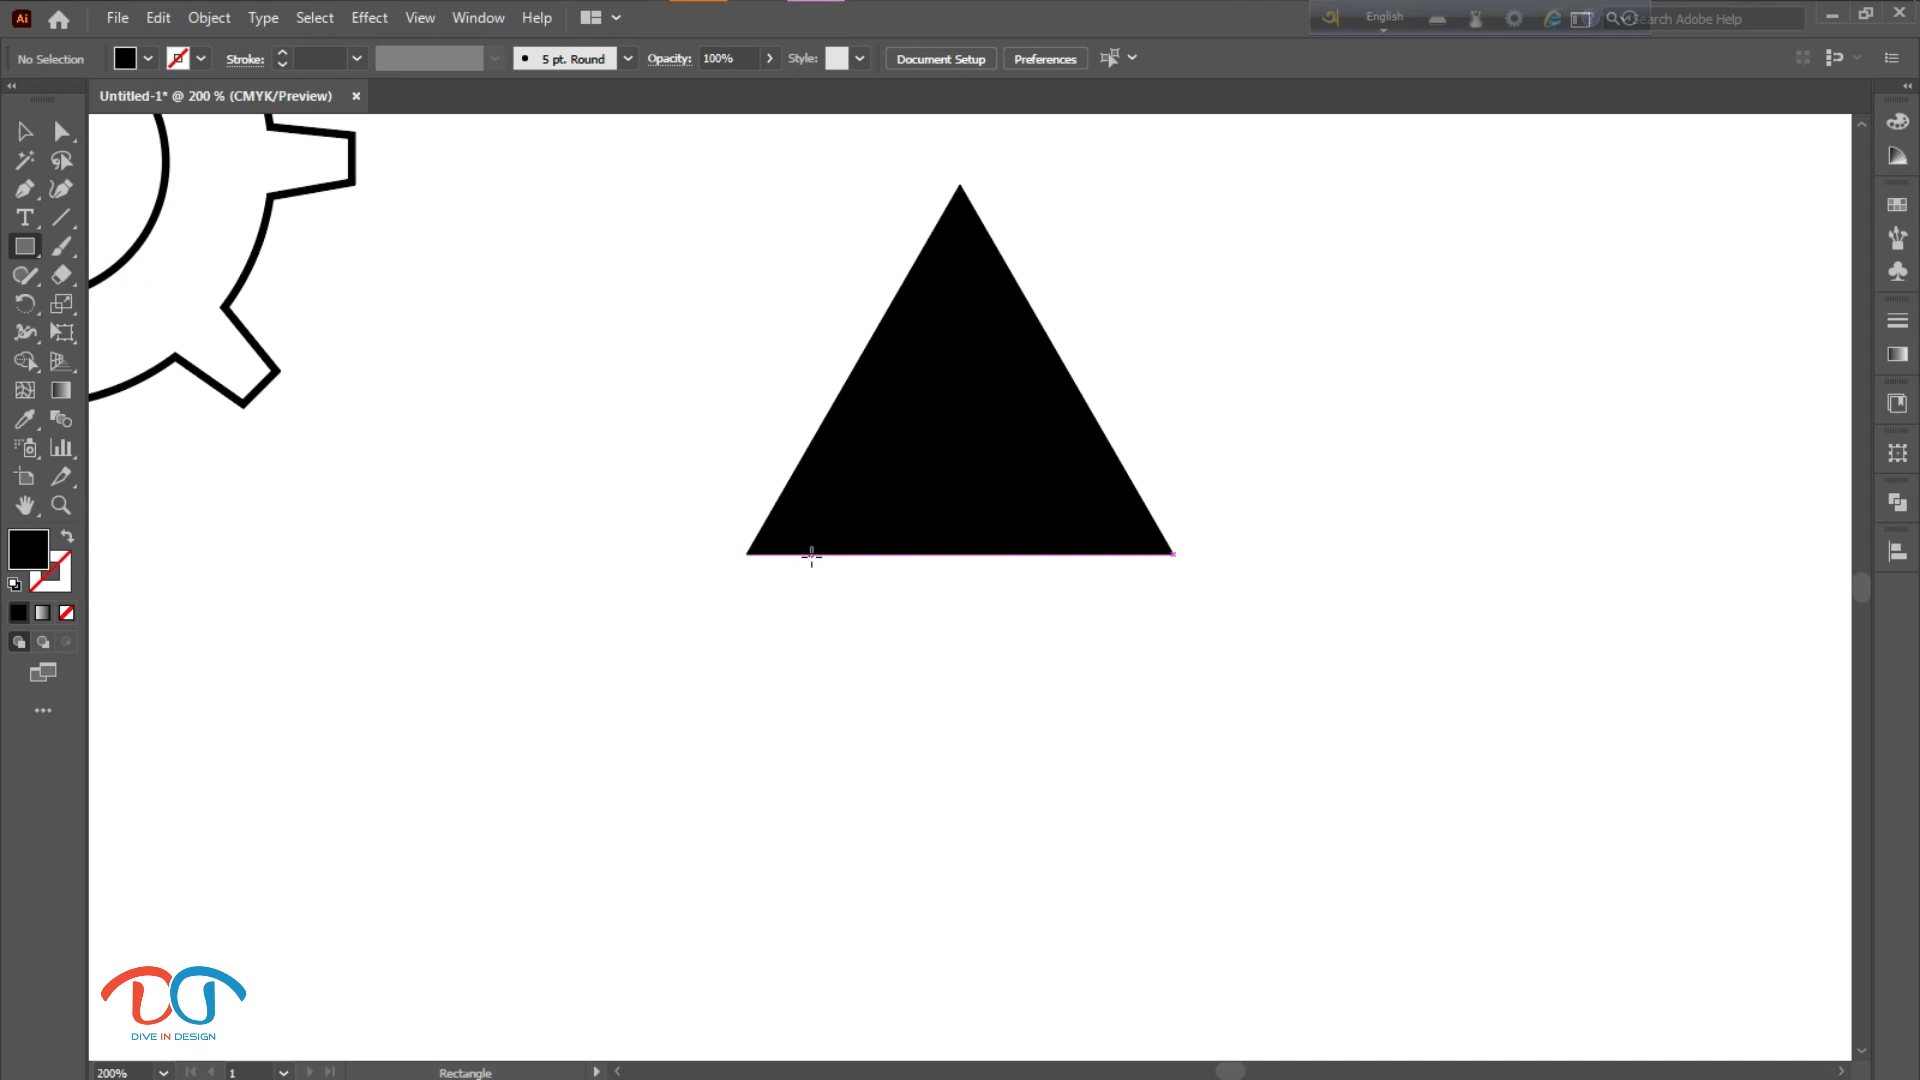 Ai File Edit Object Type Select Effect View Window Help English Search Adobe Help
No Selection Stroke: 5 pt. Round Opacity: 100% Style: Document Setup Preferences
Untitled-1* @ 200 % (CMYK/Preview)
DIVE IN DESIGN
200% 1 Rectangle